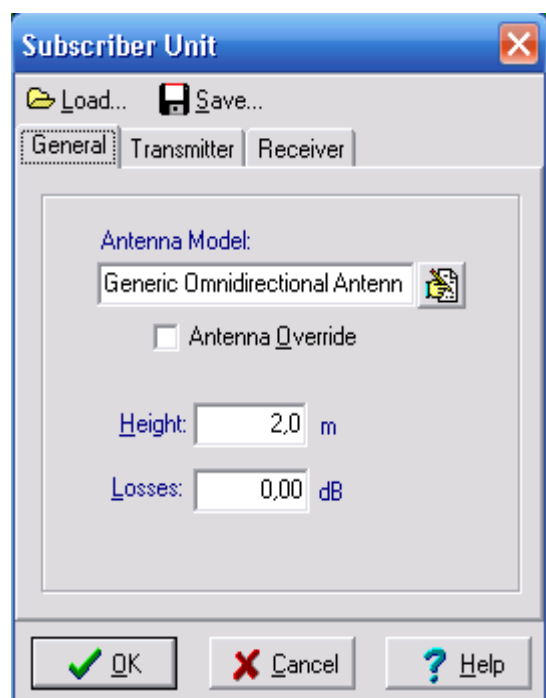 Subscriber Unit
Load... Save...
General Transmitter Receiver
Antenna Model:
Generic Omnidirectional Antenn
Antenna Override
Height: 2,0 m
Losses: 0,00 dB
OK Cancel Help